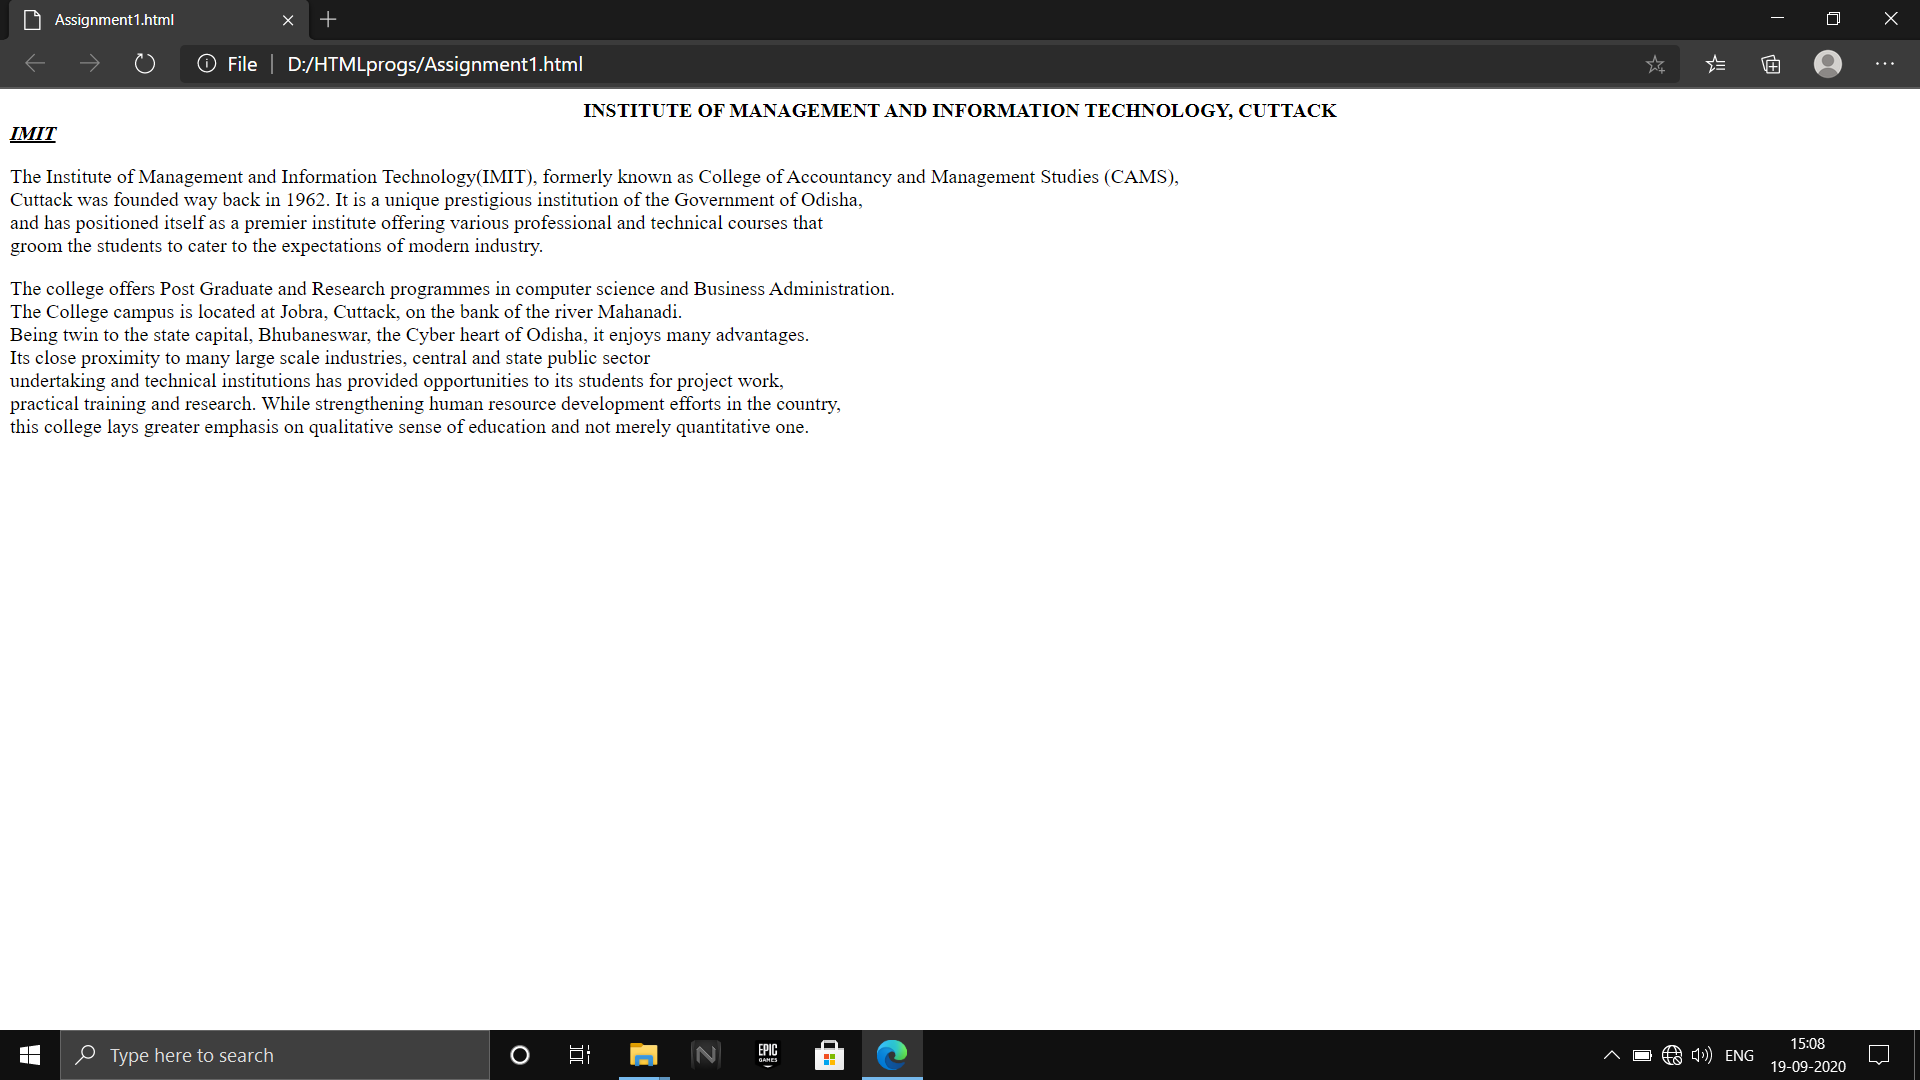 Assignment1.html
File
D:/HTMLprogs/Assignment1.html
INSTITUTE OF MANAGEMENT AND INFORMATION TECHNOLOGY, CUTTACK
IMIT
The Institute of Management and Information Technology(IMIT), formerly known as College of Accountancy and Management Studies (CAMS),
Cuttack was founded way back in 1962. It is a unique prestigious institution of the Government of Odisha,
and has positioned itself as a premier institute offering various professional and technical courses that
groom the students to cater to the expectations of modern industry.
The college offers Post Graduate and Research programmes in computer science and Business Administration.
The College campus is located at Jobra, Cuttack, on the bank of the river Mahanadi.
Being twin to the state capital, Bhubaneswar, the Cyber heart of Odisha, it enjoys many advantages.
Its close proximity to many large scale industries, central and state public sector
undertaking and technical institutions has provided opportunities to its students for project work,
practical training and research. While strengthening human resource development efforts in the country,
this college lays greater emphasis on qualitative sense of education and not merely quantitative one.
Type here to search
N
EPIC
GAMES
ENG
15:08
19-09-2020